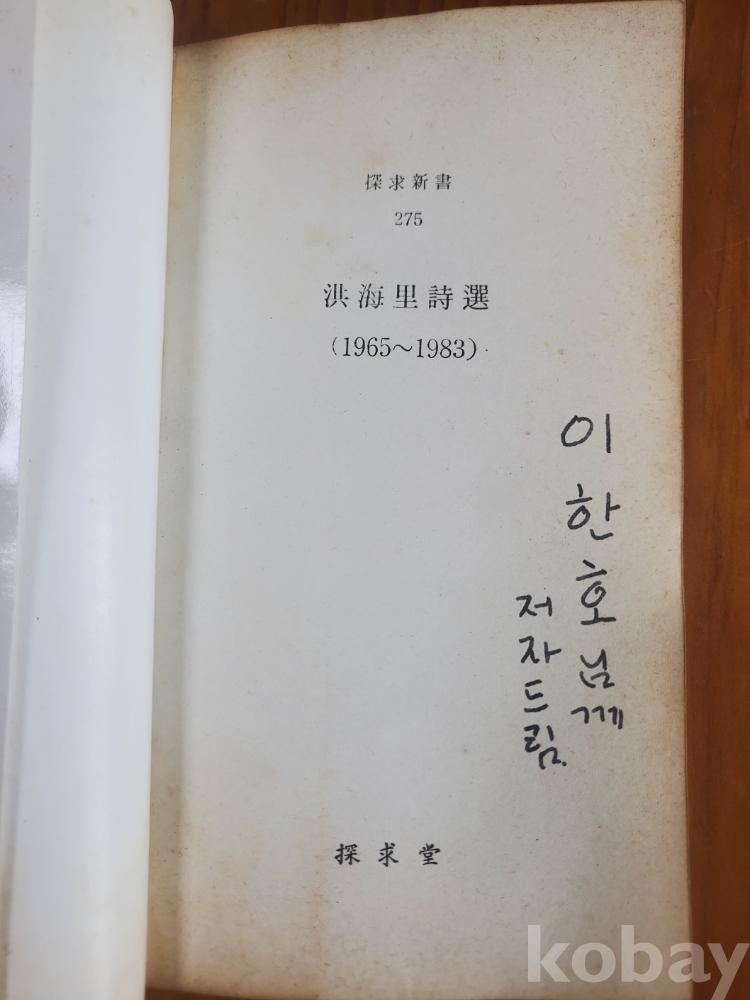 探求新書
275
洪海里詩選
(1965~1983)
이한호님께
저자드림
探求堂
kobay